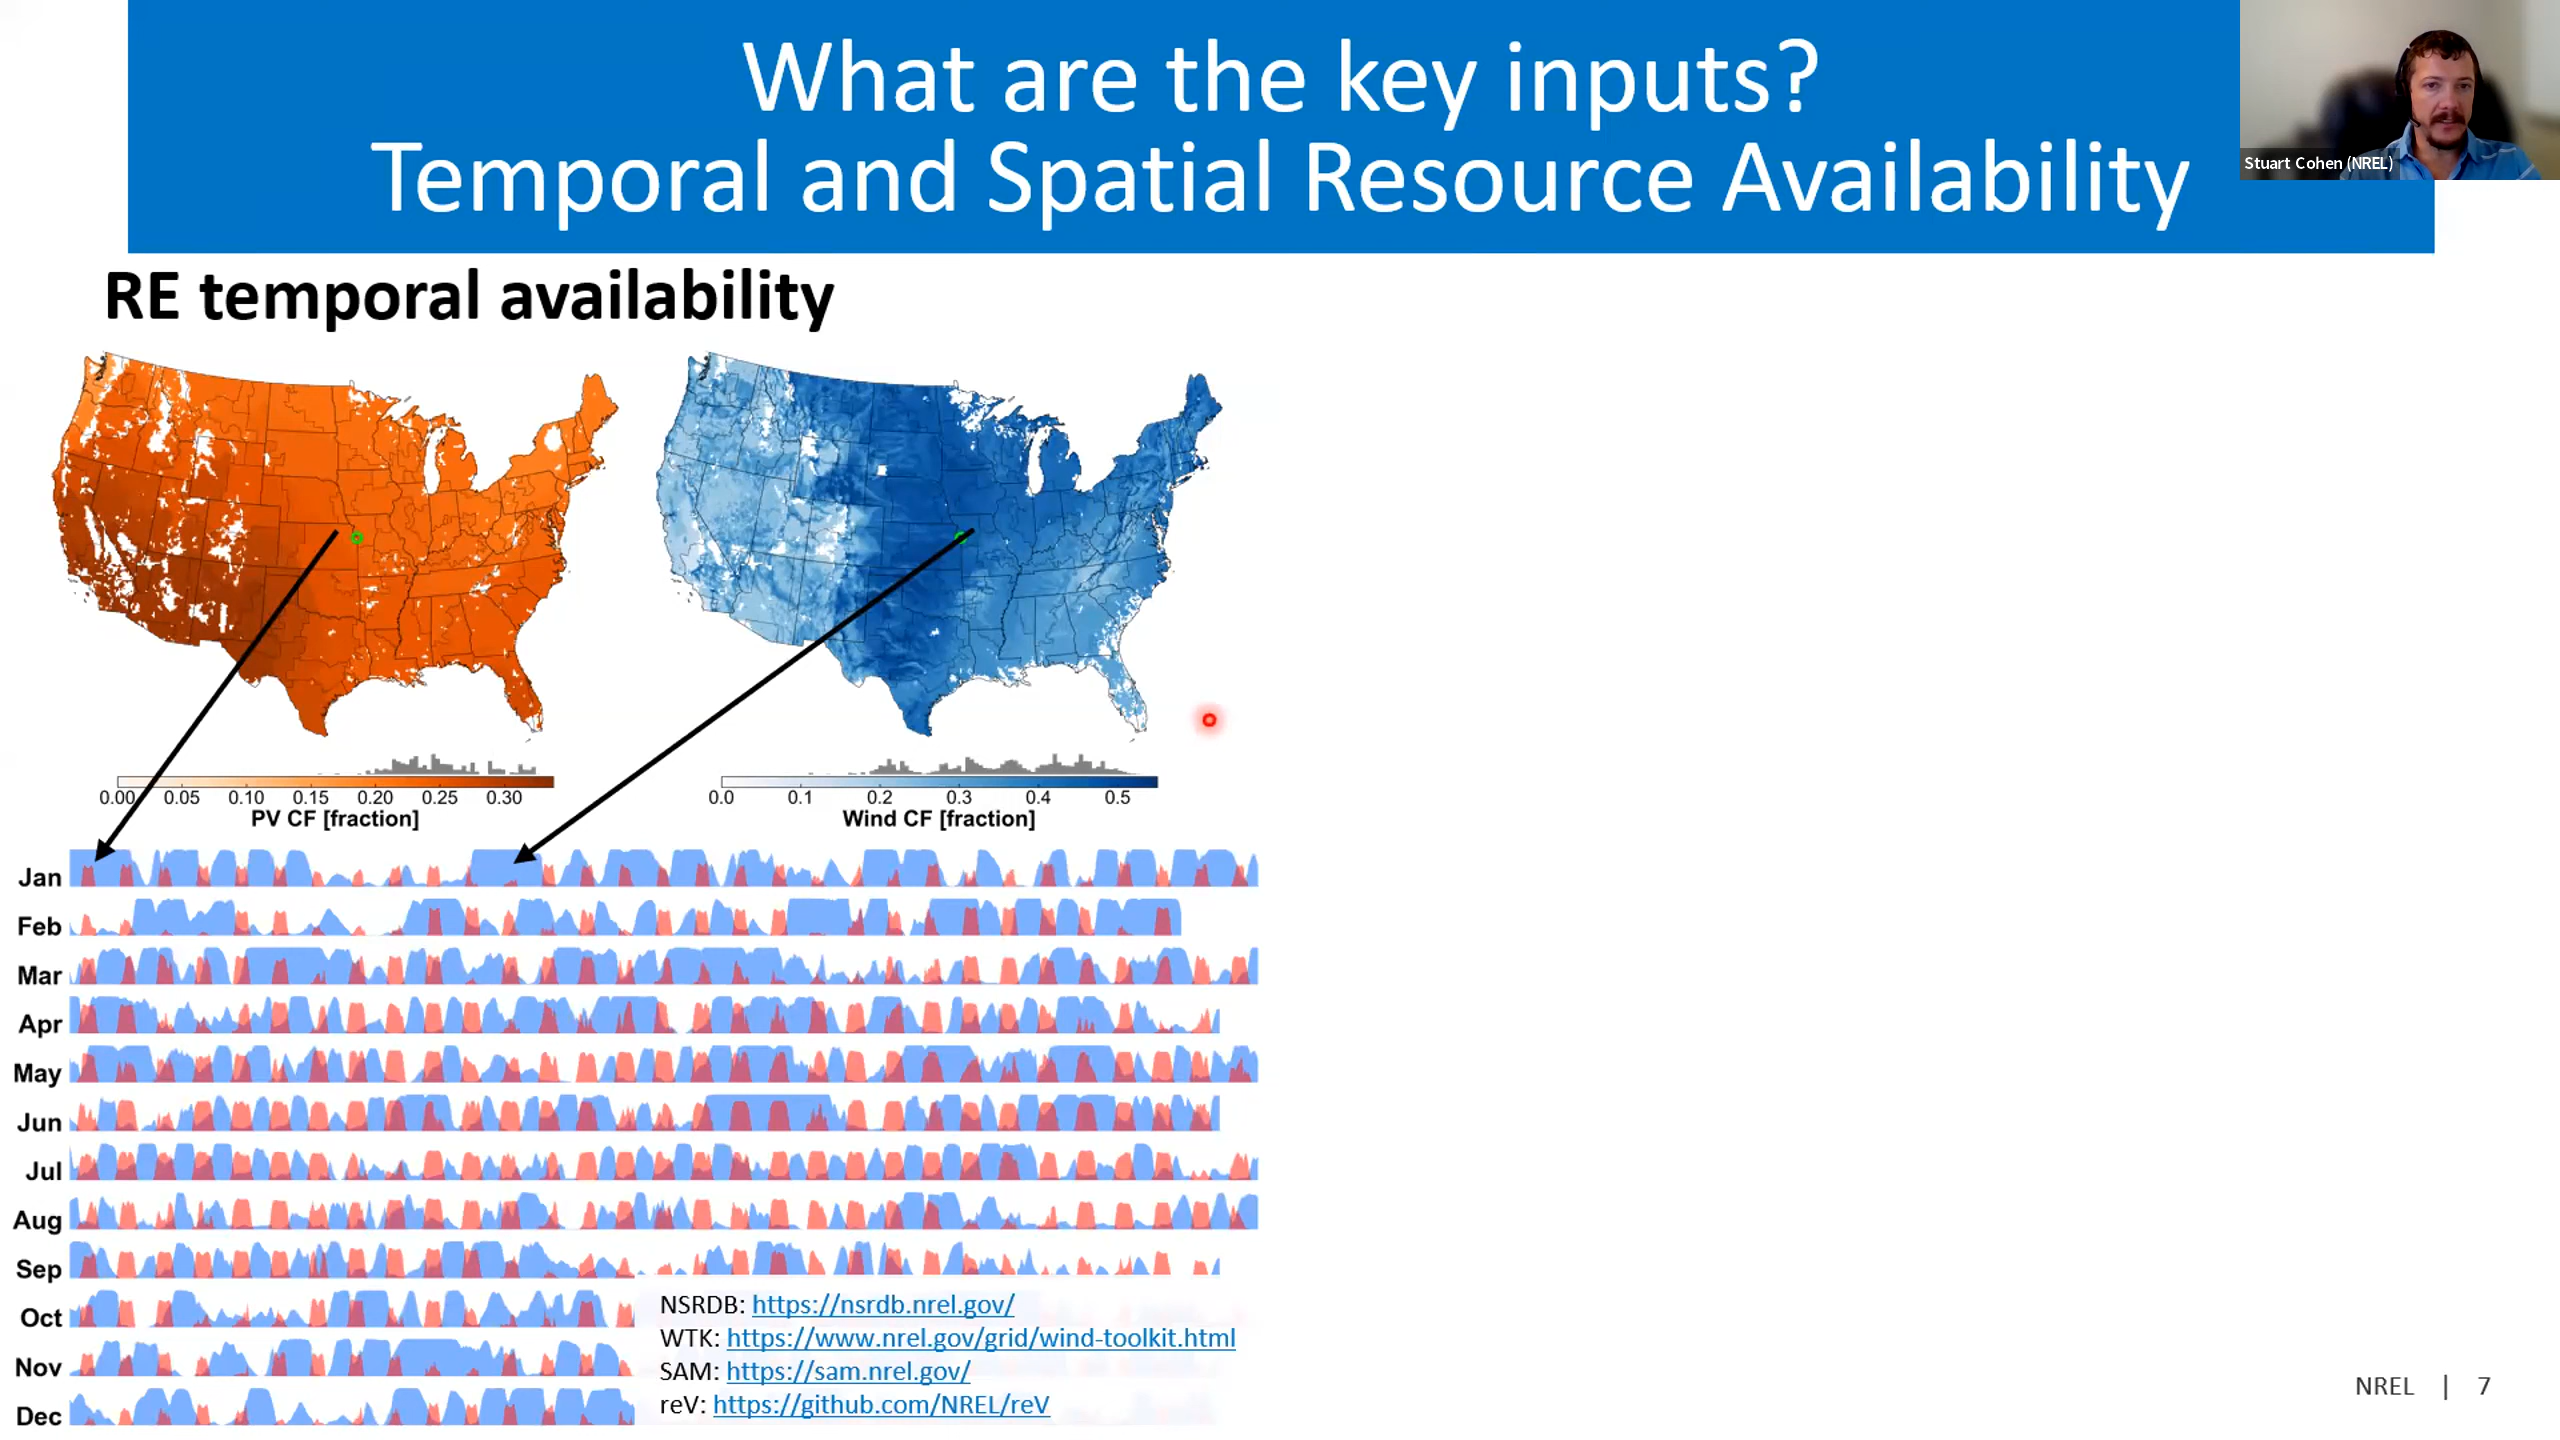 What are the key inputs?
Temporal and Spatial Resource Availability
Stuart Cohen (NREL)
RE temporal availability
0.00 0.05 0.10 0.15 0.20 0.25 0.30
PV CF [fraction]
0.0 0.1 0.2 0.3 0.4 0.5
Wind CF [fraction]
Jan
Feb
Mar
Apr
May
Jun
Jul
Aug
Sep
Oct
Nov
Dec
NSRDB: https://nsrdb.nrel.gov/
WTK: https://www.nrel.gov/grid/wind-toolkit.html
SAM: https://sam.nrel.gov/
reV: https://github.com/NREL/reV
NREL | 7